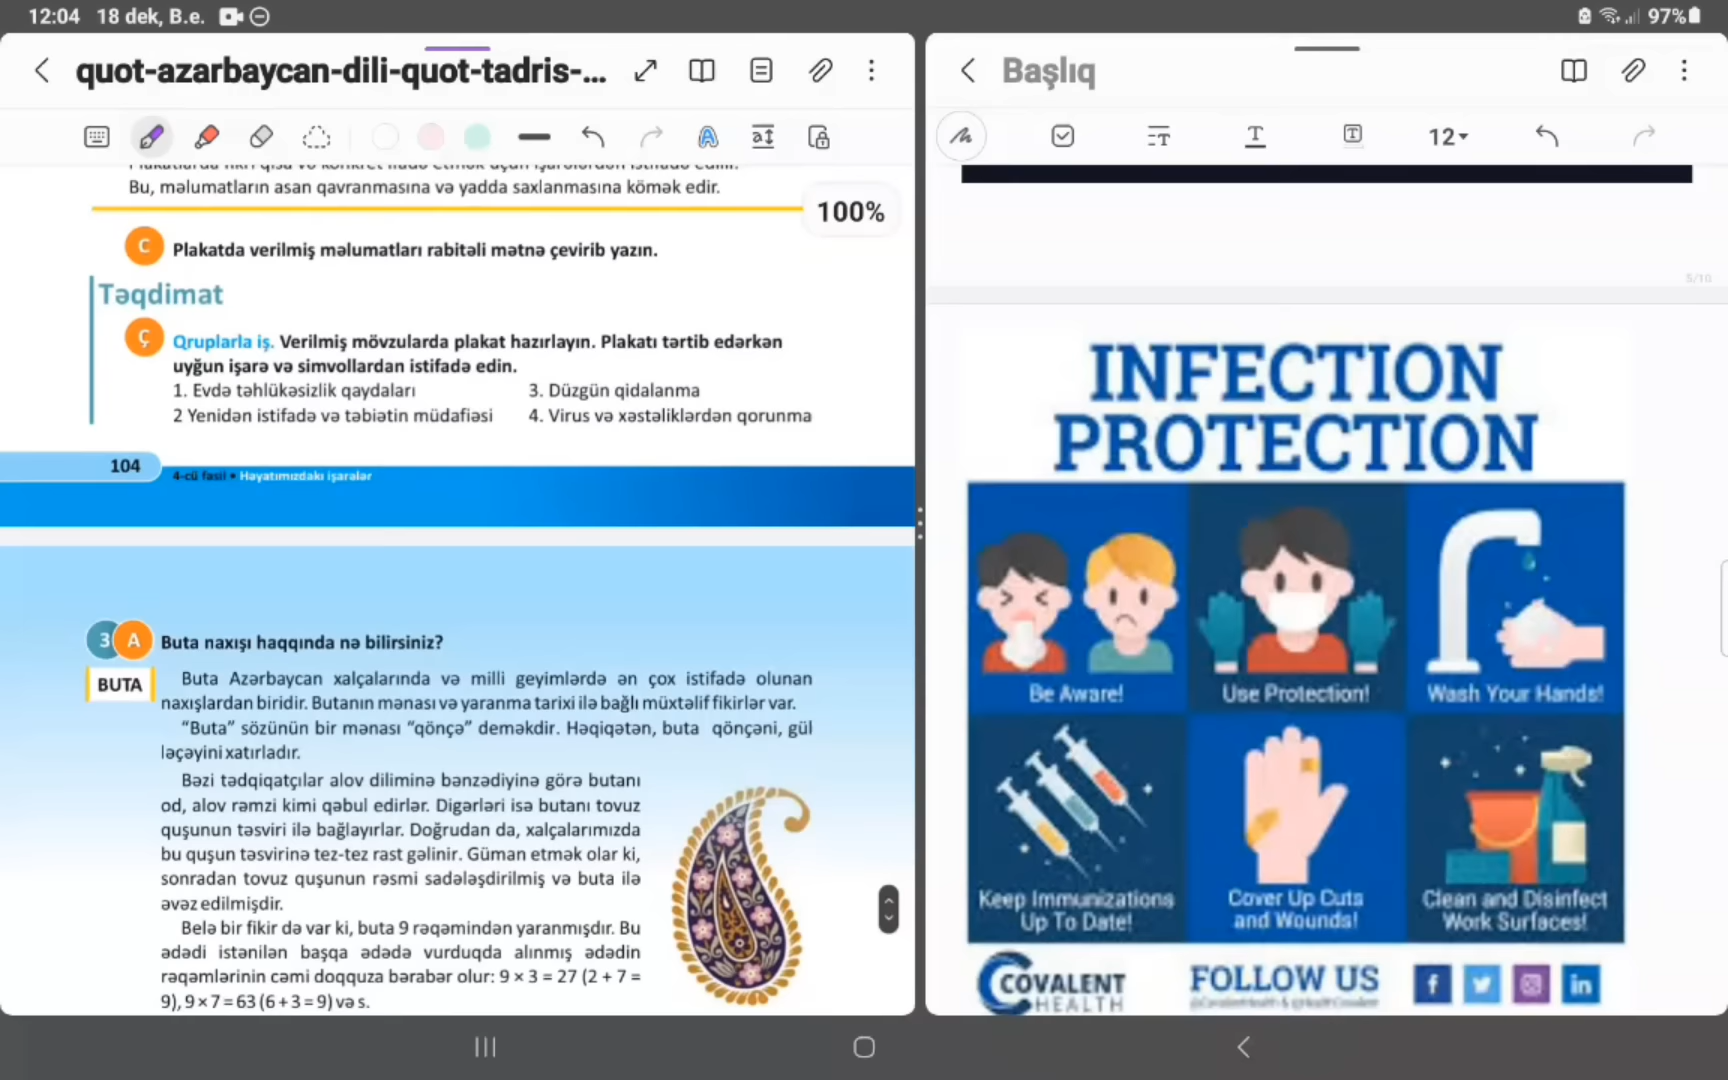 12:04 18 dek, B.e.
97%
quot-azarbaycan-dili-quot-tadris-...
Bu, məlumatların asan qavranmasına və yadda saxlanmasına kömək edir.
100%
C Plakatda verilmiş məlumatları rabitəli mətnə çevirib yazın.
Təqdimat
Ç Qruplarla iş. Verilmiş mövzularda plakat hazırlayın. Plakatı tərtib edərkən
uyğun işarə və simvollardan istifadə edin.
1. Evdə təhlükəsizlik qaydaları
3. Düzgün qidalanma
2 Yenidən istifadə və təbiətin müdafiəsi
4. Virus və xəstəliklərdən qorunma
104
4-cü fəsil • Həyatımızdakı işarələr
3 A Buta naxışı haqqında nə bilirsiniz?
BUTA
Buta Azərbaycan xalçalarında və milli geyimlərdə ən çox istifadə olunan
naxışlardan biridir. Butanın mənası və yaranma tarixi ilə bağlı müxtəlif fikirlər var.
“Buta” sözünün bir mənası “qönçə” deməkdir. Həqiqətən, buta qönçəni, gül
ləçəyini xatırladır.
Bəzi tədqiqatçılar alov diliminə bənzədiyinə görə butanı
od, alov rəmzi kimi qəbul edirlər. Digərləri isə butanı tovuz
quşunun təsviri ilə bağlayırlar. Doğrudan da, xalçalarımızda
bu quşun təsvirinə tez-tez rast gəlinir. Güman etmək olar ki,
sonradan tovuz quşunun rəsmi sadələşdirilmiş və buta ilə
əvəz edilmişdir.
Belə bir fikir də var ki, buta 9 rəqəmindən yaranmışdır. Bu
ədədi istənilən başqa ədədə vurduqda alınmış ədədin
rəqəmlərinin cəmi doqquza bərabər olur: 9 × 3 = 27 (2 + 7 =
9), 9 × 7 = 63 (6 + 3 = 9) və s.
Başlıq
12
5/10
INFECTION
PROTECTION
Be Aware!
Use Protection!
Wash Your Hands!
Keep Immunizations
Up To Date!
Cover Up Cuts
and Wounds!
Clean and Disinfect
Work Surfaces!
COVALENT
HEALTH
FOLLOW US